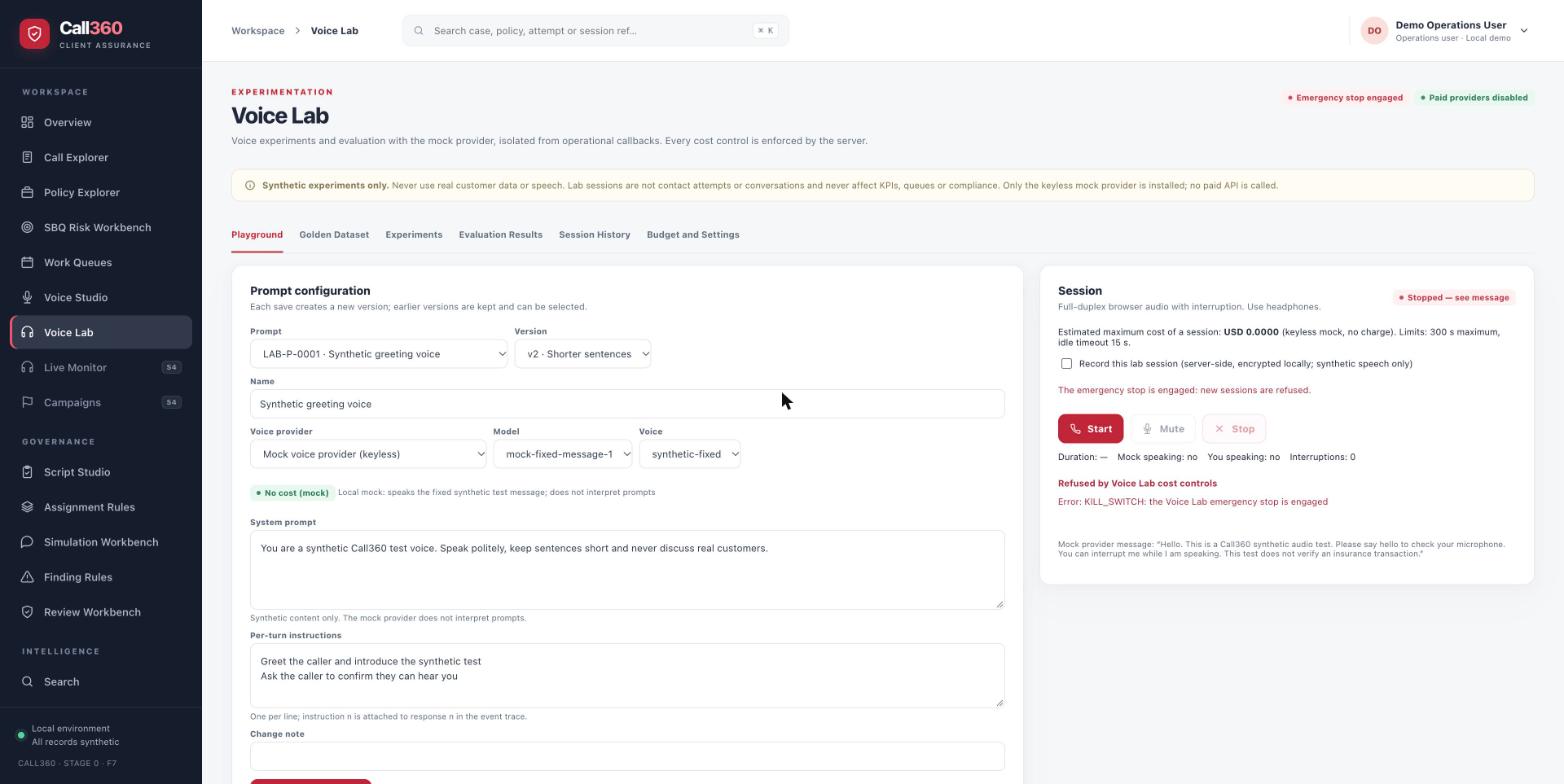 Call360
CLIENT ASSURANCE
WORKSPACE
Overview
Call Explorer
Policy Explorer
SBQ Risk Workbench
Work Queues
Voice Studio
Voice Lab
Live Monitor S4
Campaigns S4
GOVERNANCE
Script Studio
Assignment Rules
Simulation Workbench
Finding Rules
Review Workbench
INTELLIGENCE
Search
Local environment
All records synthetic
CALL360 · STAGE 0 · F7
Workspace > Voice Lab
Search case, policy, attempt or session ref...
⌘ K
DO
Demo Operations User
Operations user · Local demo
EXPERIMENTATION
Voice Lab
Voice experiments and evaluation with the mock provider, isolated from operational callbacks. Every cost control is enforced by the server.
Emergency stop engaged
Paid providers disabled
Synthetic experiments only. Never use real customer data or speech. Lab sessions are not contact attempts or conversations and never affect KPIs, queues or compliance. Only the keyless mock provider is installed; no paid API is called.
Playground Golden Dataset Experiments Evaluation Results Session History Budget and Settings
Prompt configuration
Each save creates a new version; earlier versions are kept and can be selected.
Prompt Version
LAB-P-0001 · Synthetic greeting voice v2 · Shorter sentences
Name
Synthetic greeting voice
Voice provider Model Voice
Mock voice provider (keyless) mock-fixed-message-1 synthetic-fixed
No cost (mock) Local mock: speaks the fixed synthetic test message; does not interpret prompts
System prompt
You are a synthetic Call360 test voice. Speak politely, keep sentences short and never discuss real customers.
Synthetic content only. The mock provider does not interpret prompts.
Per-turn instructions
Greet the caller and introduce the synthetic test
Ask the caller to confirm they can hear you
One per line; instruction n is attached to response n in the event trace.
Change note
Session
Full-duplex browser audio with interruption. Use headphones.
Stopped — see message
Estimated maximum cost of a session: USD 0.0000 (keyless mock, no charge). Limits: 300 s maximum,
idle timeout 15 s.
Record this lab session (server-side, encrypted locally; synthetic speech only)
The emergency stop is engaged: new sessions are refused.
Start Mute Stop
Duration: — Mock speaking: no You speaking: no Interruptions: 0
Refused by Voice Lab cost controls
Error: KILL_SWITCH: the Voice Lab emergency stop is engaged
Mock provider message: “Hello. This is a Call360 synthetic audio test. Please say hello to check your microphone.
You can interrupt me while I am speaking. This test does not verify an insurance transaction.”